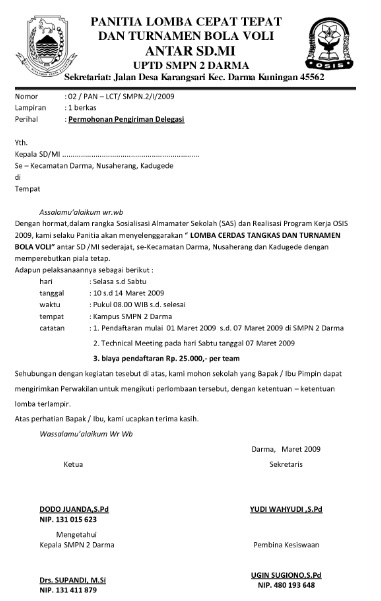 PANITIA LOMBA CEPAT TEPAT
DAN TURNAMEN BOLA VOLI
ANTAR SD.MI
UPTD SMPN 2 DARMA
Sekretariat: Jalan Desa Karangsari Kec. Darma Kuningan 45562
OSIS
Nomor : 02 / PAN – LCT/ SMPN.2/I/2009
Lampiran : 1 berkas
Perihal : Permohonan Pengiriman Delegasi
Yth.
Kepala SD/MI ..............................................................
Se – Kecamatan Darma, Nusaherang, Kadugede
di
Tempat
Assalamu'alaikum wr.wb
Dengan hormat,dalam rangka Sosialisasi Almamater Sekolah (SAS) dan Realisasi Program Kerja OSIS
2009, kami selaku Panitia akan menyelenggarakan " LOMBA CERDAS TANGKAS DAN TURNAMEN
BOLA VOLI" antar SD /MI sederajat, se-Kecamatan Darma, Nusaherang dan Kadugede dengan
memperebutkan piala tetap.
Adapun pelaksanaannya sebagai berikut :
hari : Selasa s.d Sabtu
tanggal : 10 s.d 14 Maret 2009
waktu : Pukul 08.00 WIB s.d. selesai
tempat : Kampus SMPN 2 Darma
catatan : 1. Pendaftaran mulai 01 Maret 2009 s.d. 07 Maret 2009 di SMPN 2 Darma
2. Technical Meeting pada hari Sabtu tanggal 07 Maret 2009
3. biaya pendaftaran Rp. 25.000,- per team
Sehubungan dengan kegiatan tesebut di atas, kami mohon sekolah yang Bapak / Ibu Pimpin dapat
mengirimkan Perwakilan untuk mengikuti perlombaan tersebut, dengan ketentuan – ketentuan
lomba terlampir.
Atas perhatian Bapak / Ibu, kami ucapkan terima kasih.
Wassalamu'alaikum Wr Wb
Darma, Maret 2009
Ketua Sekretaris
DODO JUANDA,S.Pd YUDI WAHYUDI ,S.Pd
NIP. 131 015 623
Mengetahui
Kepala SMPN 2 Darma Pembina Kesiswaan
Drs. SUPANDI, M.Si UGIN SUGIONO,S.Pd
NIP. 131 411 879 NIP. 480 193 648